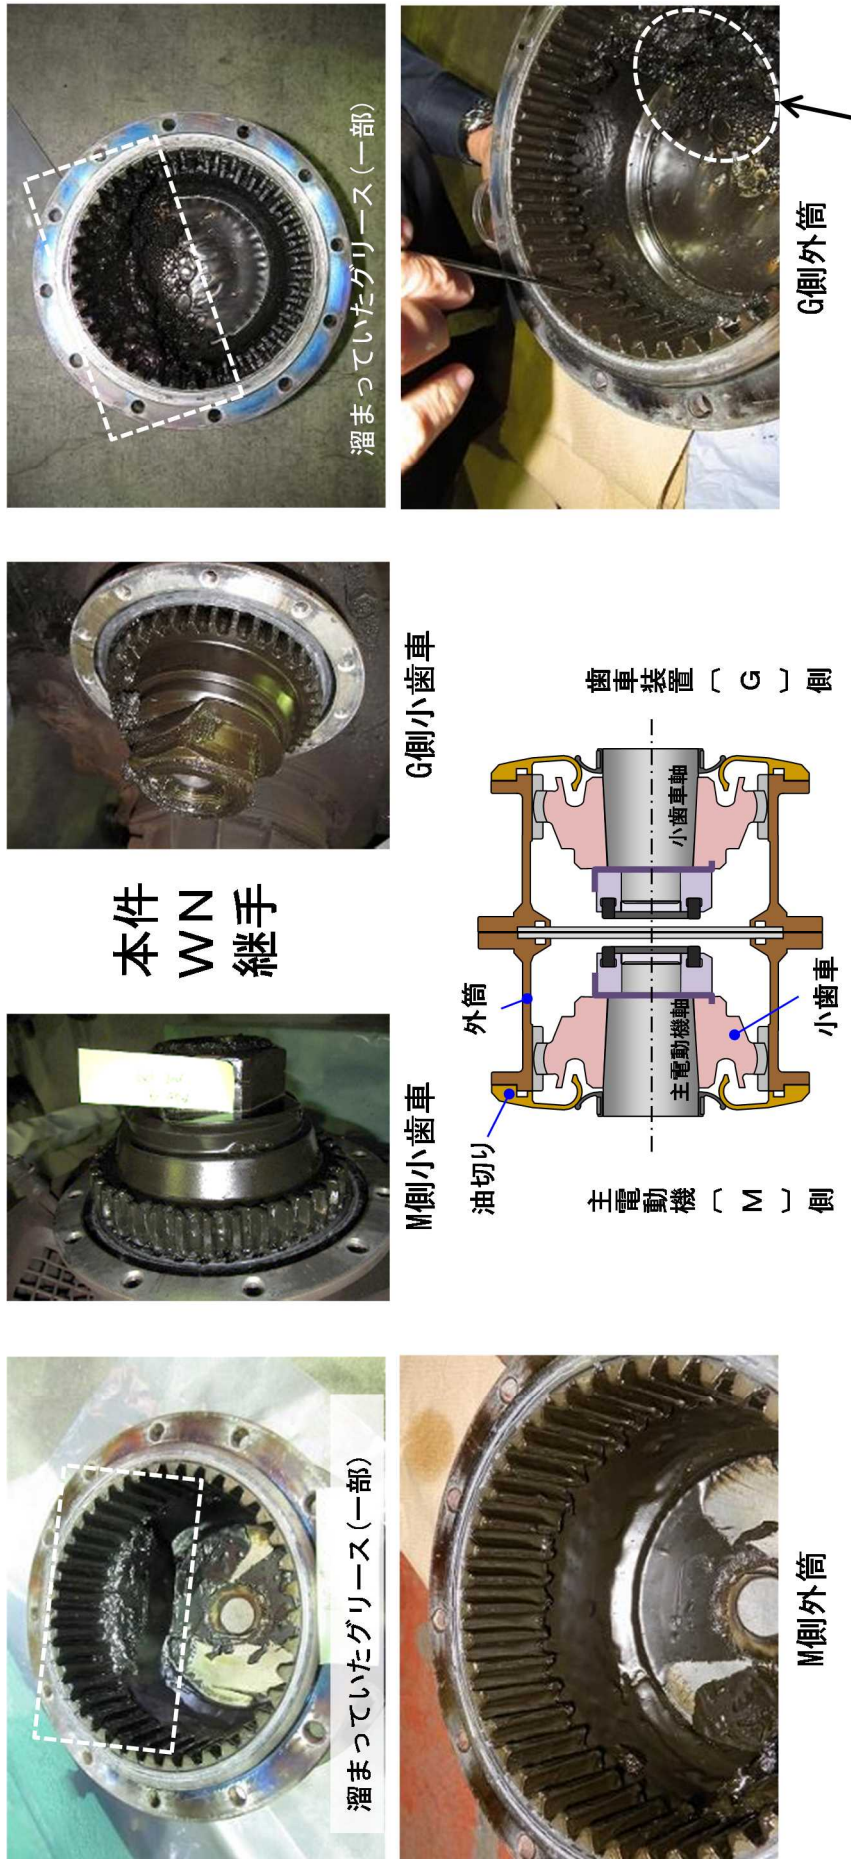 溜まっていたグリース(一部)
M側小歯車
本件
WN
継手
G側小歯車
溜まっていたグリース(一部)
M側外筒
主電動機〔M〕側
油切り
外筒
主電動機軸
小歯車軸
小歯車
歯車装置〔G〕側
G側外筒